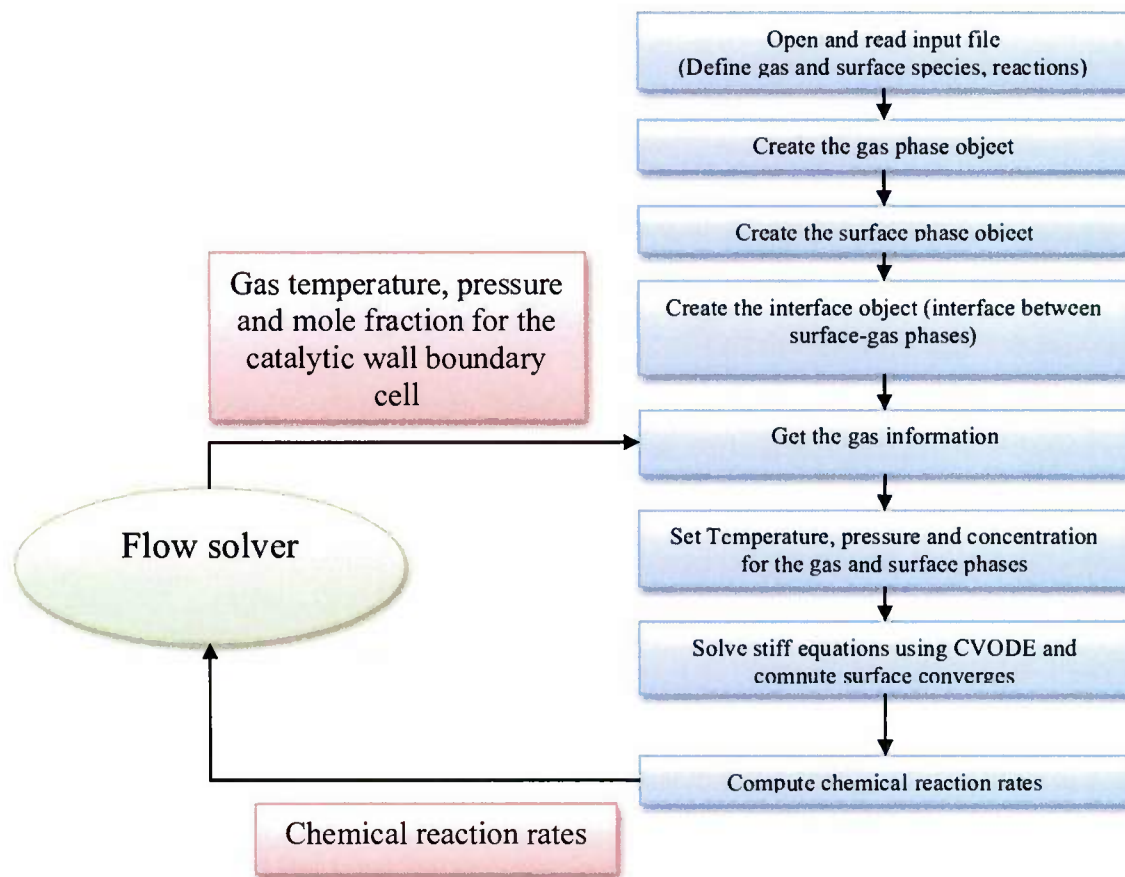 Open and read input file
(Define gas and surface species, reactions)
Create the gas phase object
Create the surface phase object
Gas temperature, pressure
and mole fraction for the
catalytic wall boundary
cell
Create the interface object (interface between
surface-gas phases)
Get the gas information
Flow solver
Set Temperature, pressure and concentration
for the gas and surface phases
Solve stiff equations using CVODE and
compute surface converges
Compute chemical reaction rates
Chemical reaction rates